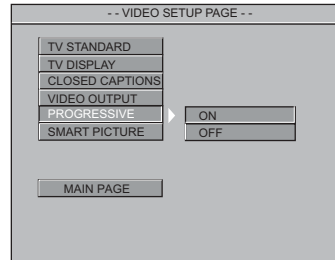 - - VIDEO SETUP PAGE - -
TV STANDARD
TV DISPLAY
CLOSED CAPTIONS
VIDEO OUTPUT
PROGRESSIVE
ON
SMART PICTURE
OFF
MAIN PAGE